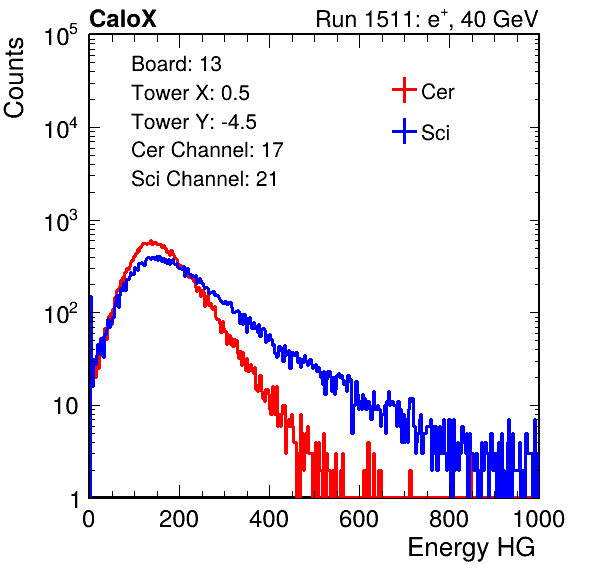 CaloX Run 1511: e⁺, 40 GeV
Counts
Board: 13
Tower X: 0.5
Tower Y: -4.5
Cer Channel: 17
Sci Channel: 21
Cer
Sci
10⁵
10⁴
10³
10²
10
1
0 200 400 600 800 1000
Energy HG